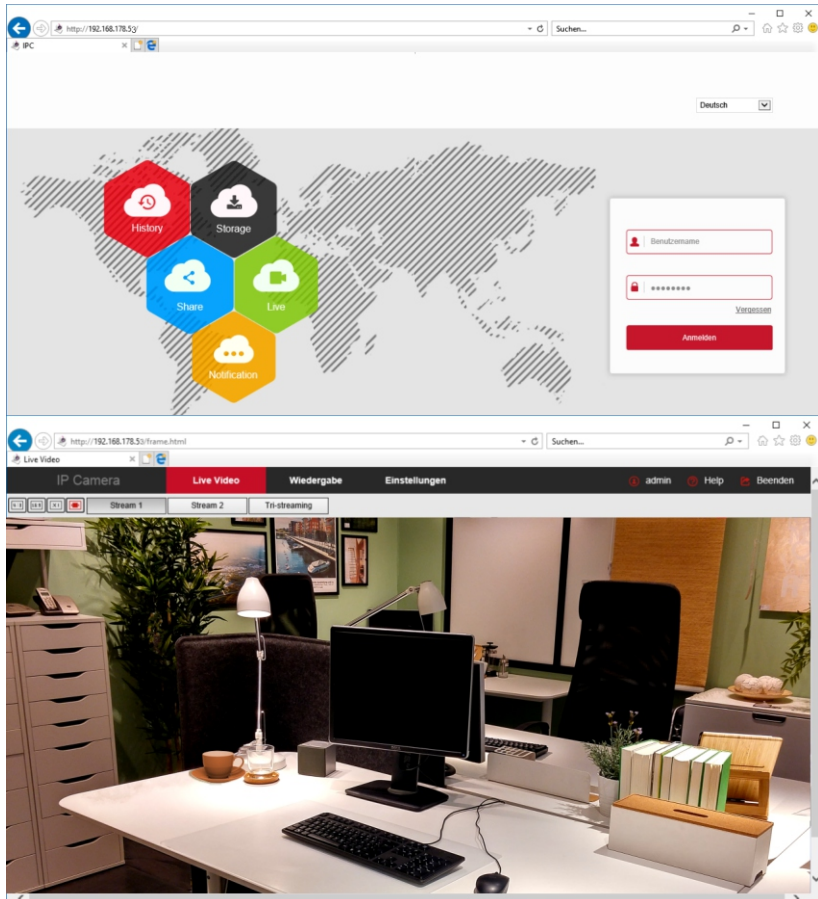 http://192.168.178.53/
Suchen...
IPC
Deutsch
History
Storage
Share
Live
Notification
Benutzername
Vergessen
Anmelden
http://192.168.178.53/frame.html
Suchen...
Live Video
IP Camera Live Video Wiedergabe Einstellungen admin Help Beenden
Stream 1 Stream 2 Tri-streaming